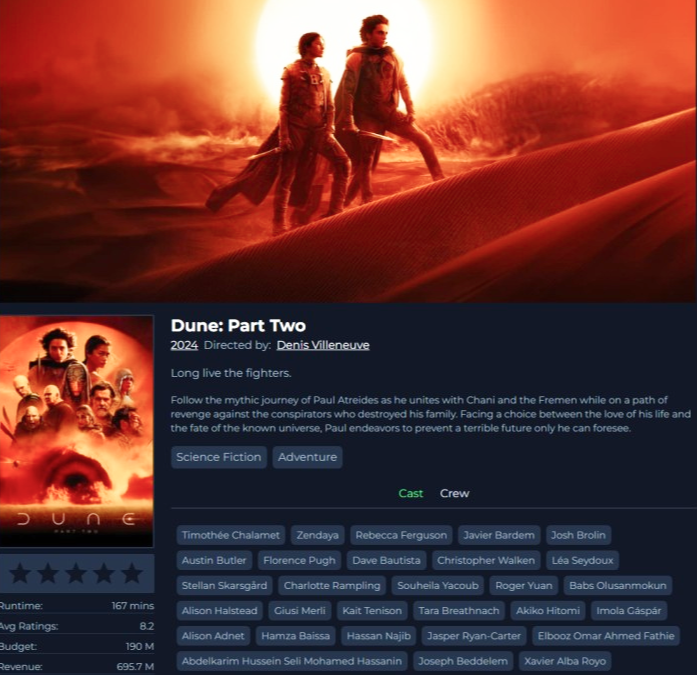 Dune: Part Two
2024 Directed by: Denis Villeneuve
Long live the fighters.
Follow the mythic journey of Paul Atreides as he unites with Chani and the Fremen while on a path of
revenge against the conspirators who destroyed his family. Facing a choice between the love of his life and
the fate of the known universe, Paul endeavors to prevent a terrible future only he can foresee.
Science Fiction Adventure
Cast Crew
Timothée Chalamet Zendaya Rebecca Ferguson Javier Bardem Josh Brolin
Austin Butler Florence Pugh Dave Bautista Christopher Walken Léa Seydoux
Stellan Skarsgård Charlotte Rampling Souheila Yacoub Roger Yuan Babs Olusanmokun
Alison Halstead Giusi Merli Kait Tenison Tara Breathnach Akiko Hitomi Imola Gáspár
Alison Adnet Hamza Baissa Hassan Najib Jasper Ryan-Carter Elbooz Omar Ahmed Fathie
Abdelkarim Hussein Seli Mohamed Hassanin Joseph Beddelem Xavier Alba Royo
DUNE
PART TWO
Runtime: 167 mins
Avg Ratings: 8.2
Budget: 190 M
Revenue: 695.7 M